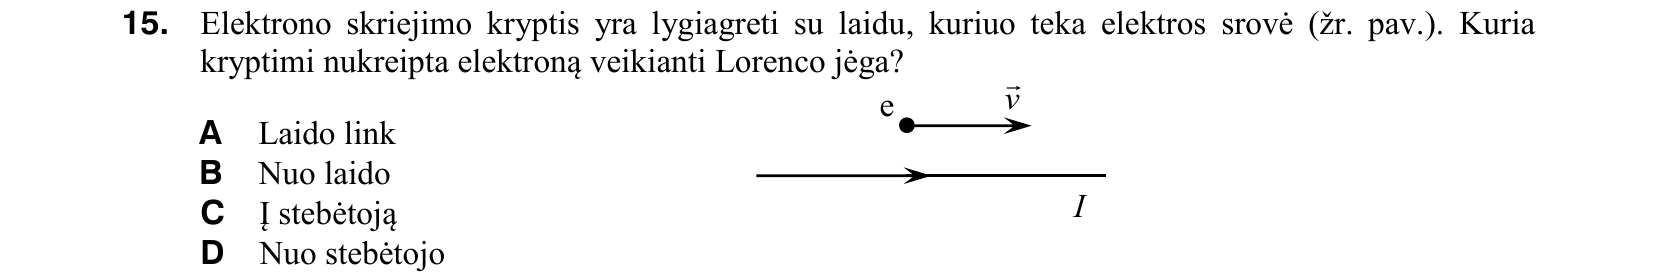 15. Elektrono skriejimo kryptis yra lygiagreti su laidu, kuriuo teka elektros srovė (žr. pav.). Kuria
kryptimi nukreipta elektroną veikianti Lorenco jėga?
e
v⃗
A Laido link
B Nuo laido
C Į stebėtoją
D Nuo stebėtojo
I